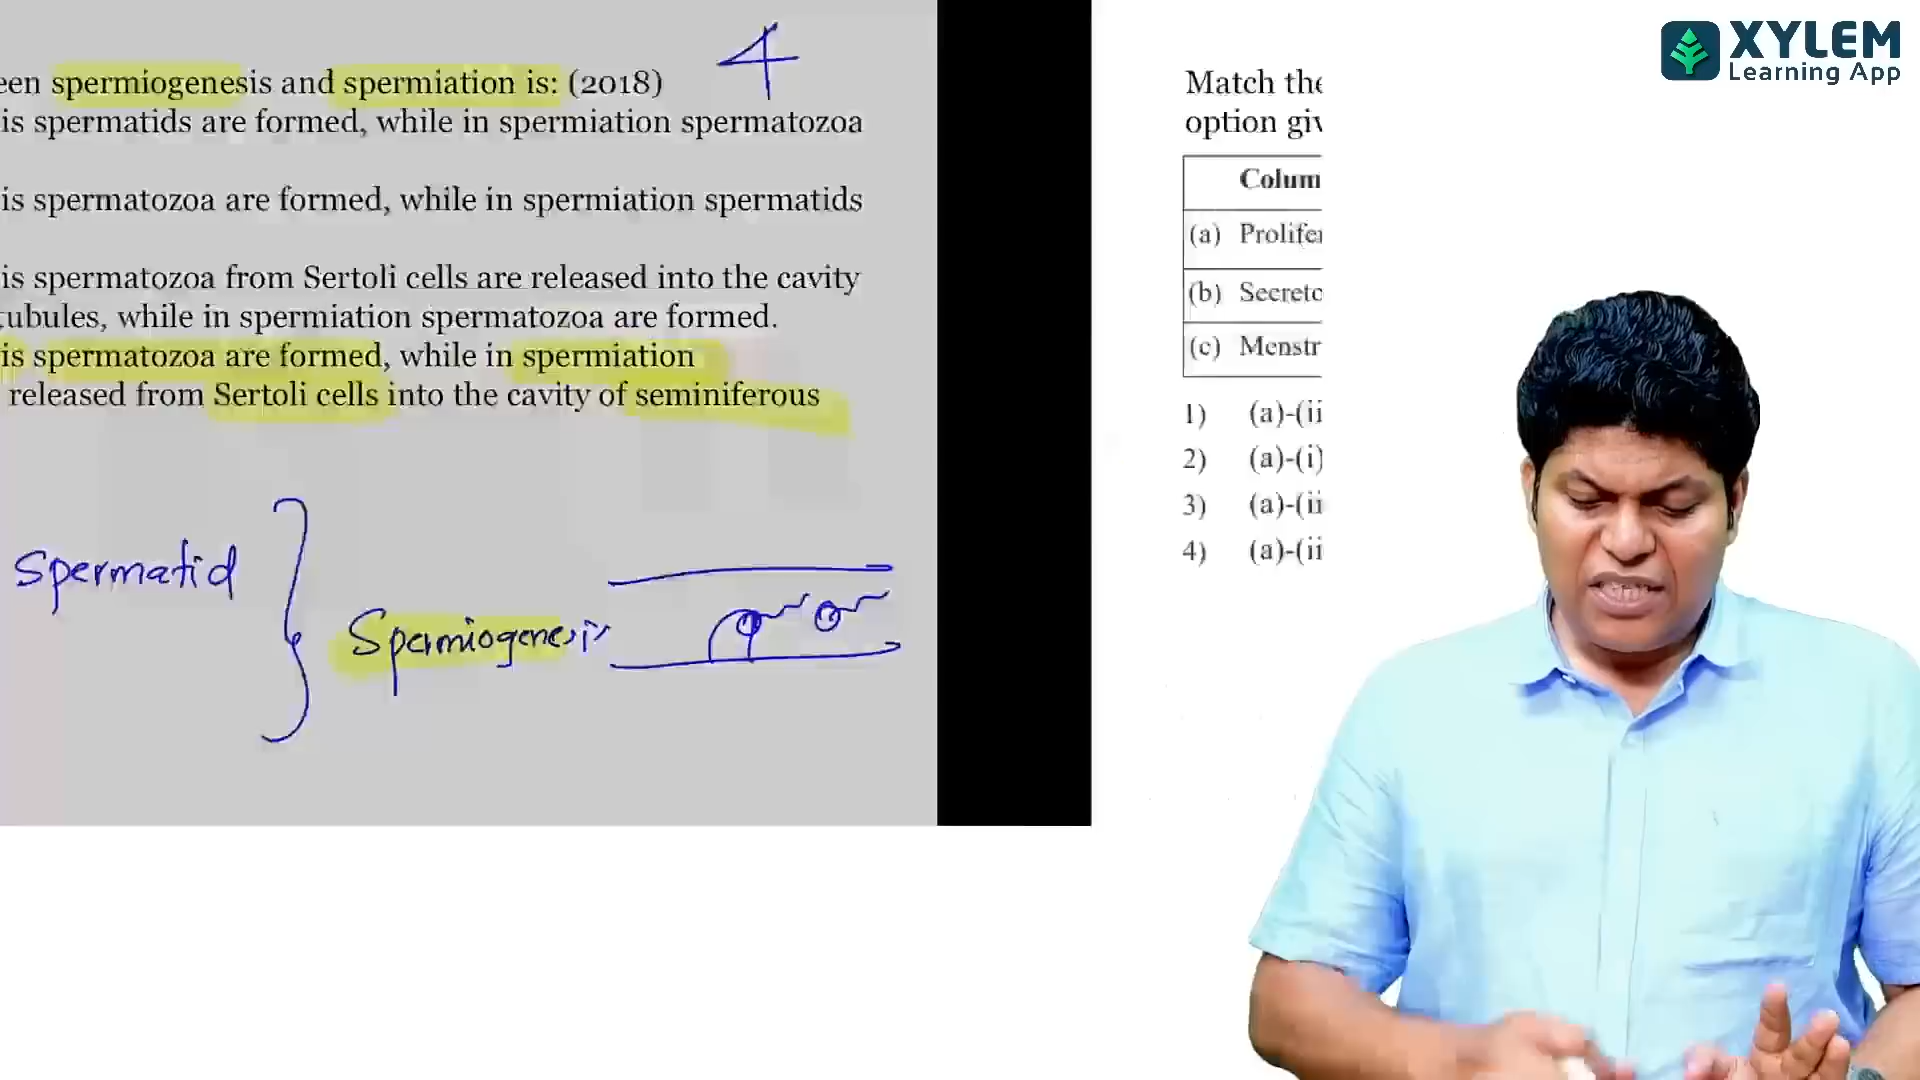 een spermiogenesis and spermiation is: (2018)
4
is spermatids are formed, while in spermiation spermatozoa
is spermatozoa are formed, while in spermiation spermatids
is spermatozoa from Sertoli cells are released into the cavity
tubules, while in spermiation spermatozoa are formed.
is spermatozoa are formed, while in spermiation
released from Sertoli cells into the cavity of seminiferous
Spermatid
Spermiogenesis
Match the
option giv
Colum
(a) Prolifer
(b) Secreto
(c) Menstr
1) (a)-(ii
2) (a)-(i)
3) (a)-(ii
4) (a)-(ii
XYLEM
Learning App